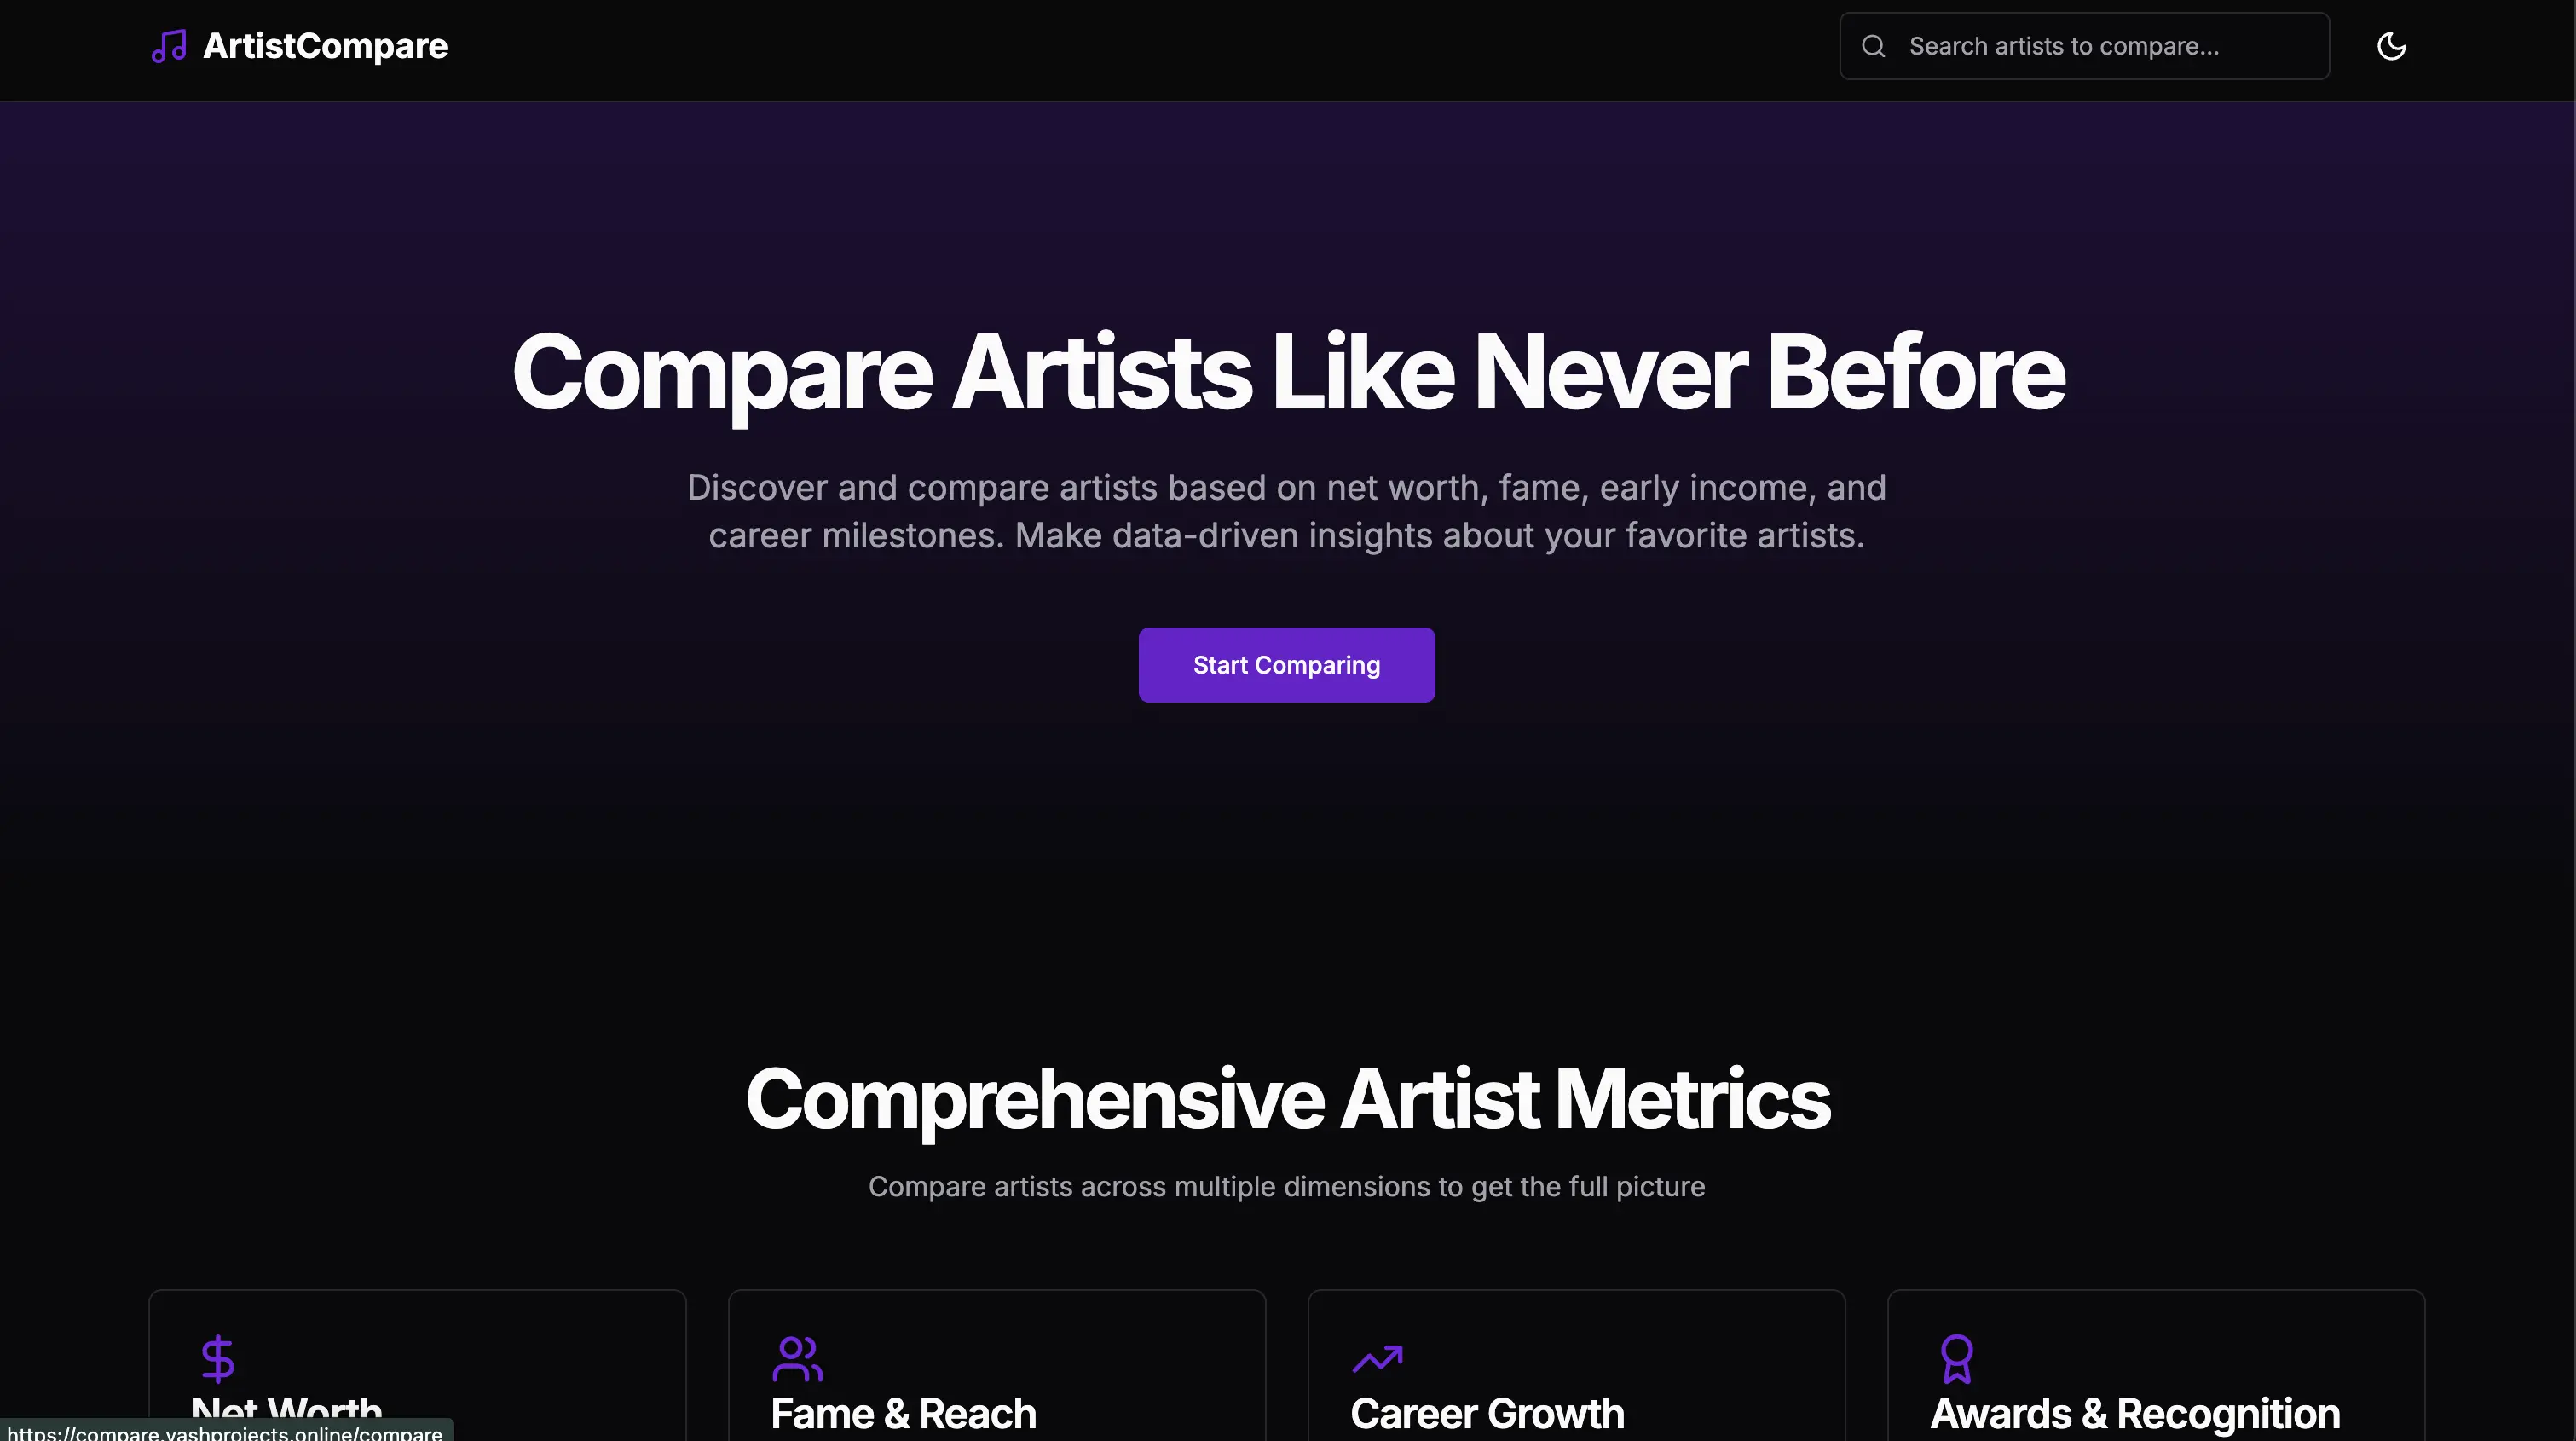 ArtistCompare
Search artists to compare...
Compare Artists Like Never Before
Discover and compare artists based on net worth, fame, early income, and
career milestones. Make data-driven insights about your favorite artists.
Start Comparing
Comprehensive Artist Metrics
Compare artists across multiple dimensions to get the full picture
Net Worth
Fame & Reach
Career Growth
Awards & Recognition
https://compare.yashprojects.online/compare